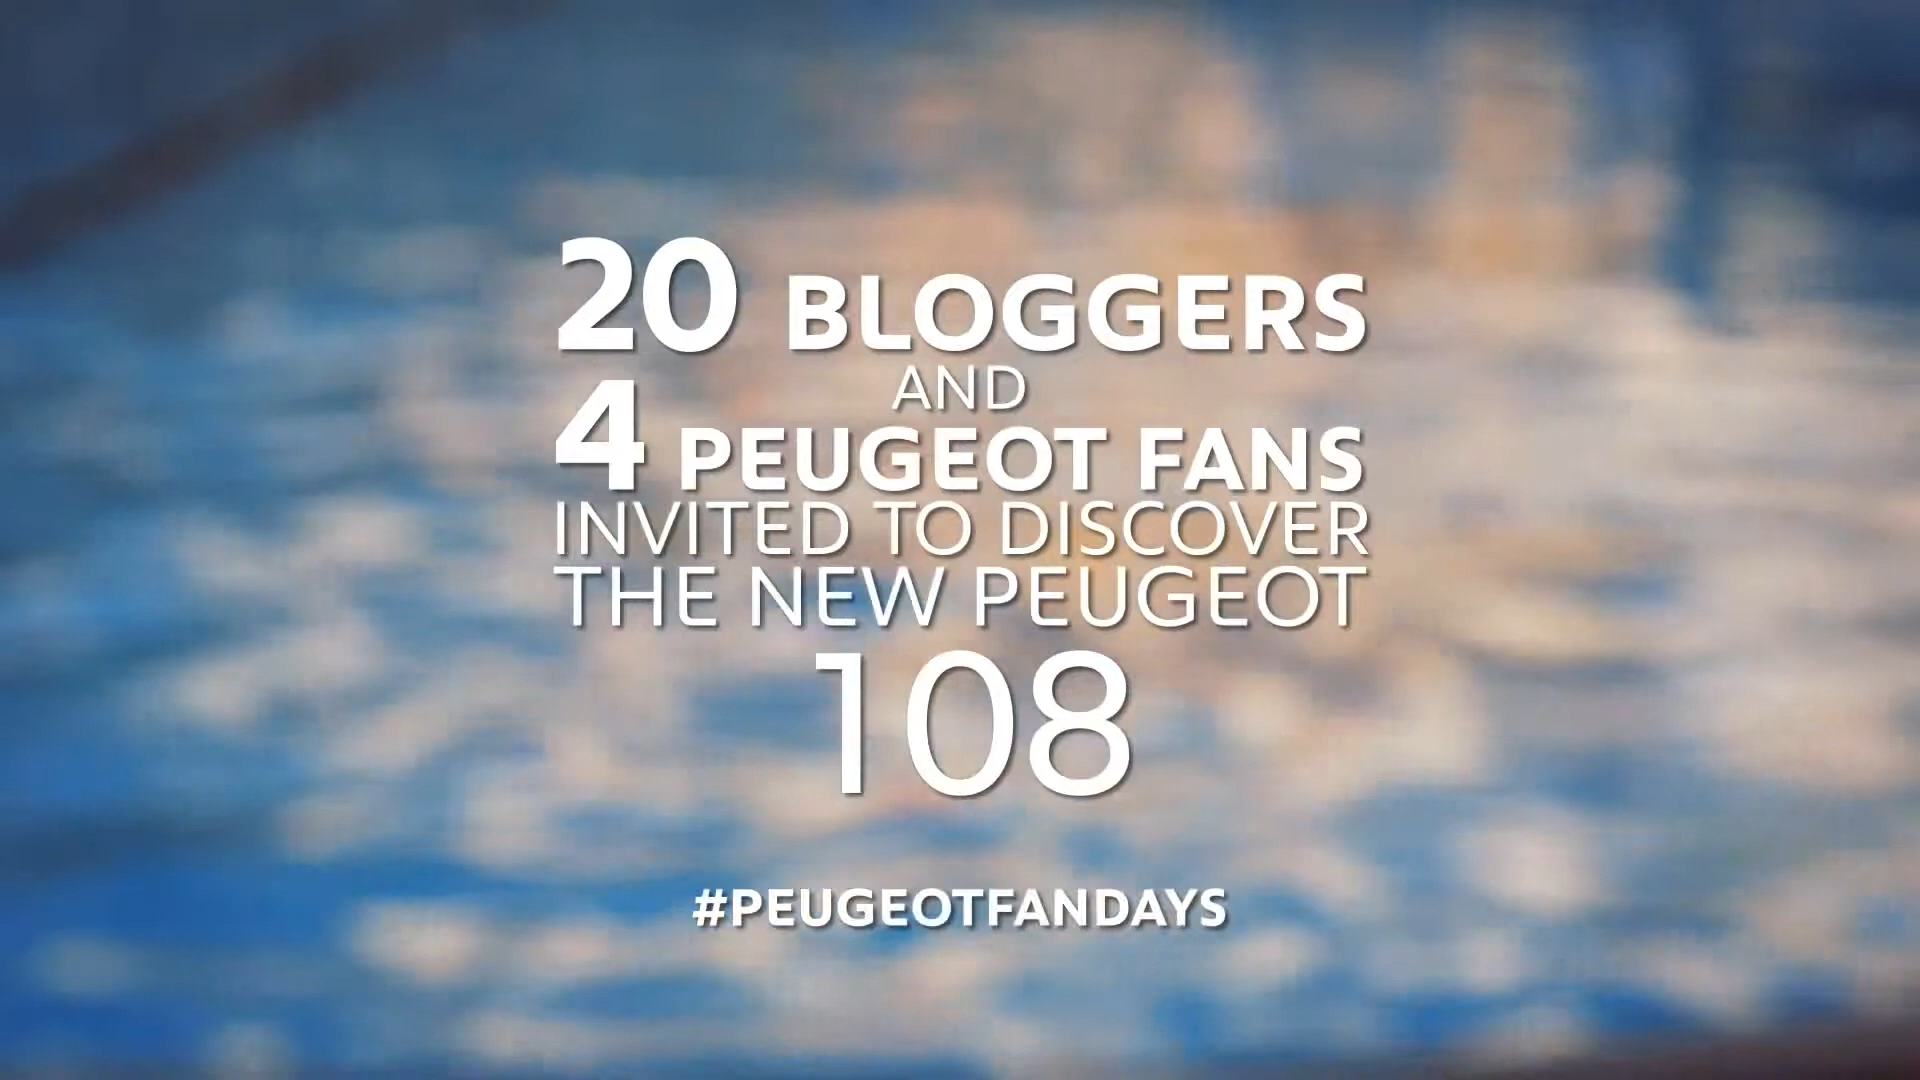 20 BLOGGERS
AND
4 PEUGEOT FANS
INVITED TO DISCOVER
THE NEW PEUGEOT
108
#PEUGEOTFANDAYS